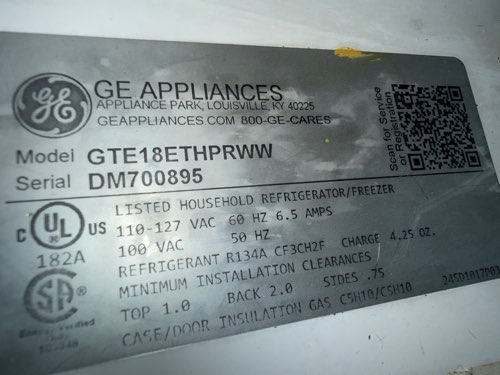 GE
GE APPLIANCES
APPLIANCE PARK, LOUISVILLE, KY 40225
GEAPPLIANCES.COM 800-GE-CARES
Scan for Service
or Registration
Model GTE18ETHPRWW
Serial DM700895
C UL US
LISTED HOUSEHOLD REFRIGERATOR/FREEZER
182A
110-127 VAC 60 HZ 6.5 AMPS
100 VAC 50 HZ
REFRIGERANT R134A CF3CH2F CHARGE 4.25 OZ.
MINIMUM INSTALLATION CLEARANCES
TOP 1.0 BACK 2.0 SIDES .75
SA
Energy Verified
CASE/DOOR INSULATION GAS C5H10/C5H10